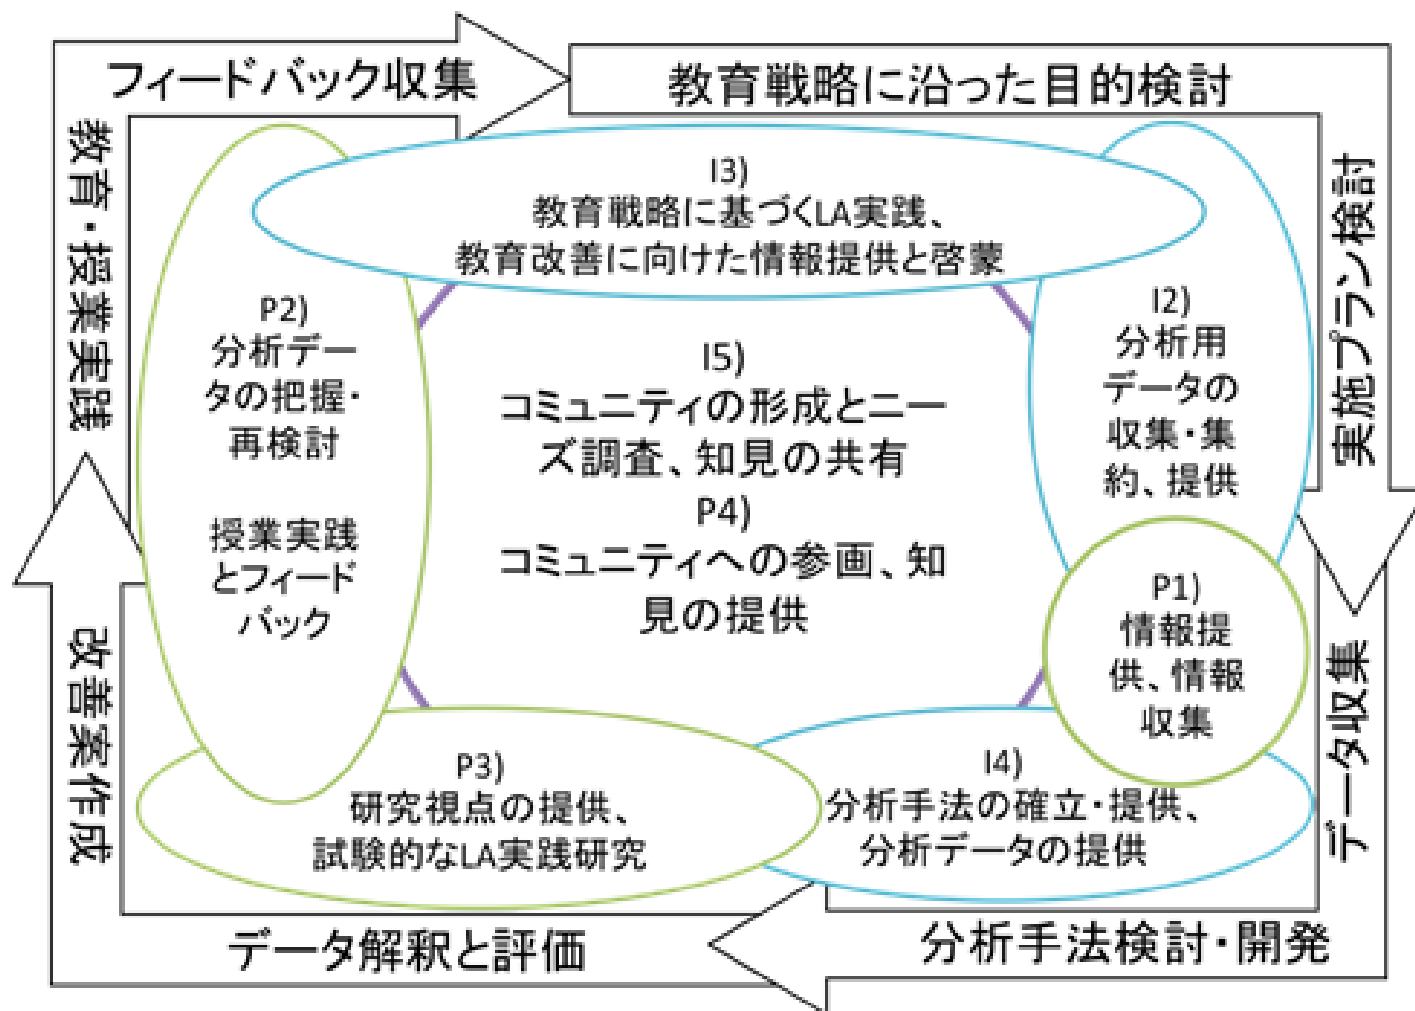 フィードバック収集
教育戦略に沿った目的検討
実施プラン検討
データ収集
分析手法検討・開発
データ解釈と評価
改善案作成
教育・授業実践
I3)
教育戦略に基づくLA実践、
教育改善に向けた情報提供と啓蒙
I2)
分析用
データの
収集・集
約、提供
P1)
情報提
供、情報
収集
I4)
分析手法の確立・提供、
分析データの提供
P3)
研究視点の提供、
試験的なLA実践研究
P2)
分析デー
タの把握・
再検討
授業実践
とフィード
バック
I5)
コミュニティの形成とニー
ズ調査、知見の共有
P4)
コミュニティへの参画、知
見の提供